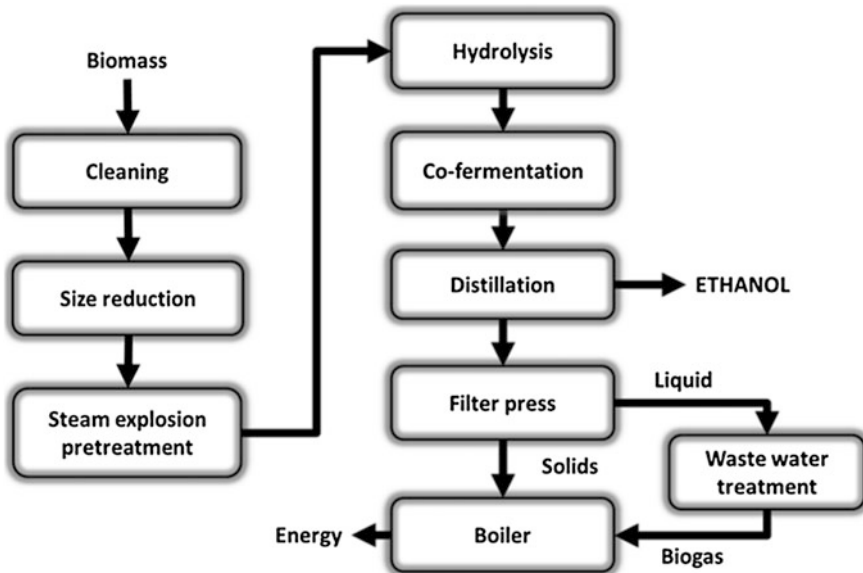 Biomass
Cleaning
Size reduction
Steam explosion
pretreatment
Hydrolysis
Co-fermentation
Distillation
ETHANOL
Filter press
Liquid
Waste water
treatment
Solids
Boiler
Energy
Biogas